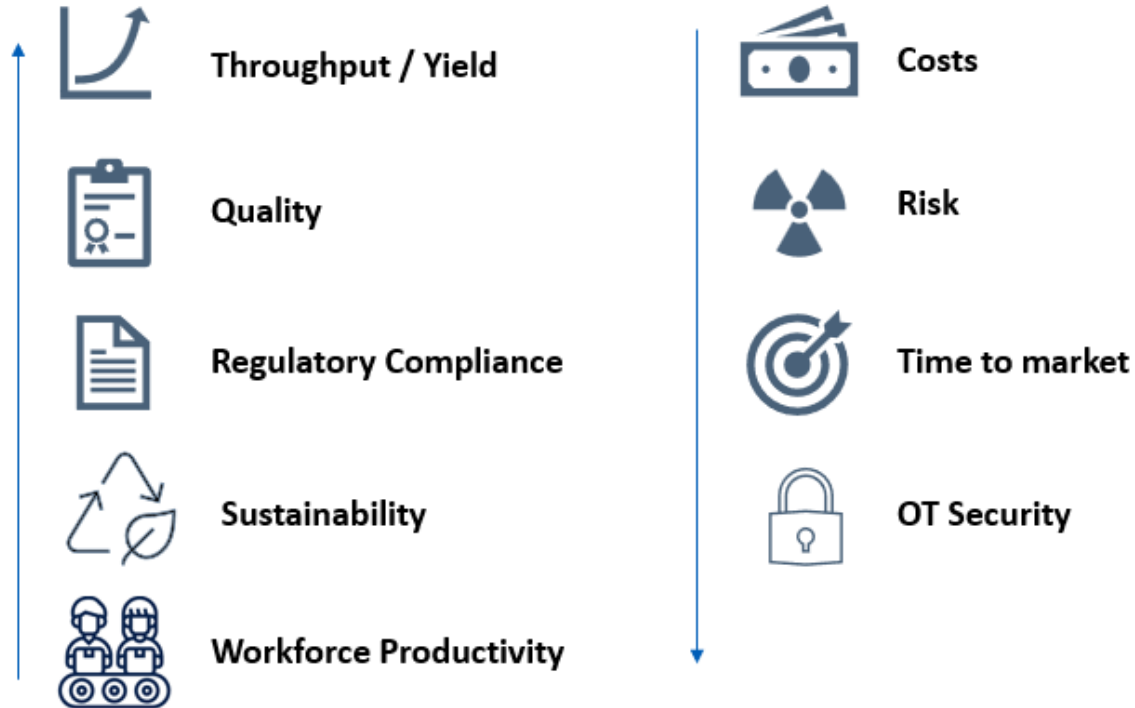 Throughput / Yield
Quality
Regulatory Compliance
Sustainability
Workforce Productivity
Costs
Risk
Time to market
OT Security